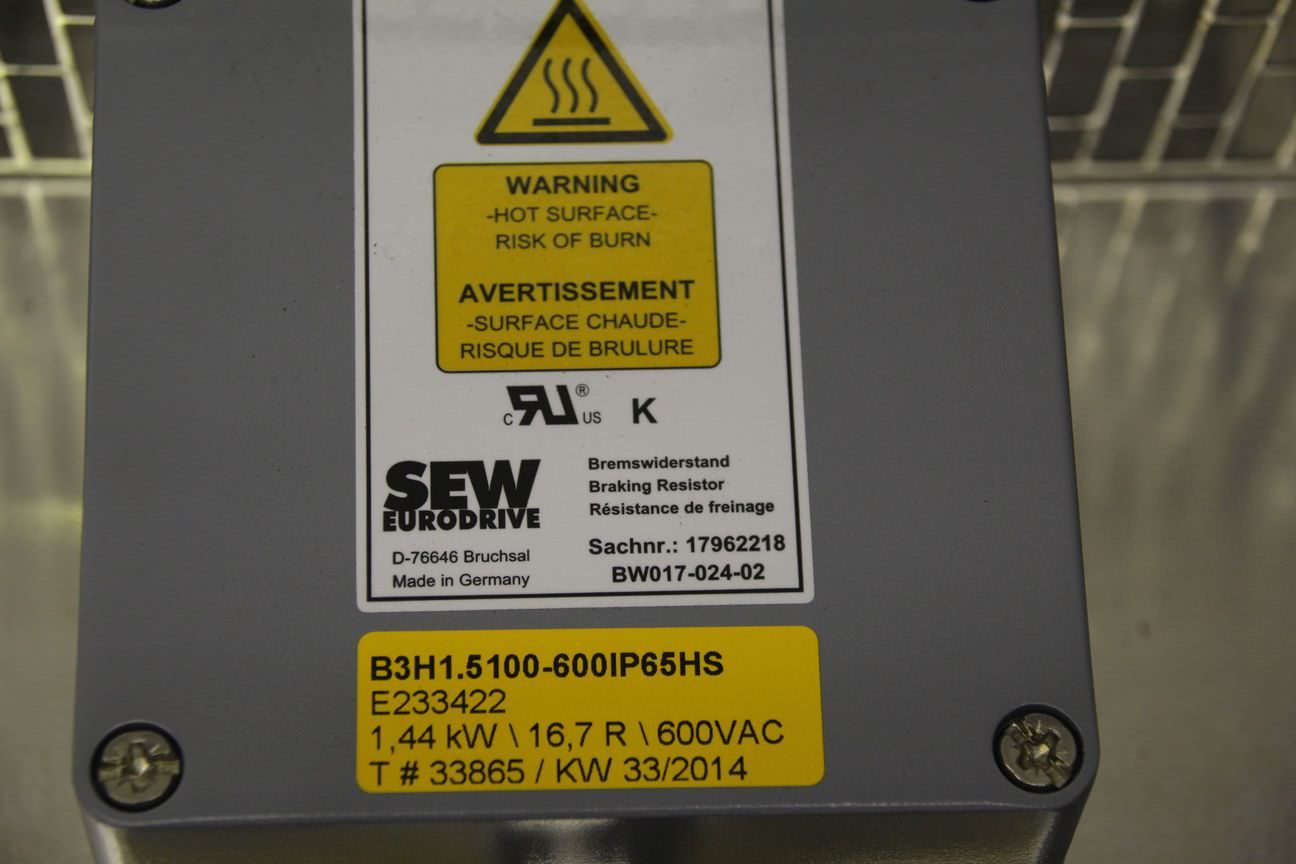 WARNING
-HOT SURFACE-
RISK OF BURN
AVERTISSEMENT
-SURFACE CHAUDE-
RISQUE DE BRULURE
c RU ® US K
SEW
EURODRIVE
D-76646 Bruchsal
Made in Germany
Bremswiderstand
Braking Resistor
Résistance de freinage
Sachnr.: 17962218
BW017-024-02
B3H1.5100-600IP65HS
E233422
1,44 kW \ 16,7 R \ 600VAC
T # 33865 / KW 33/2014